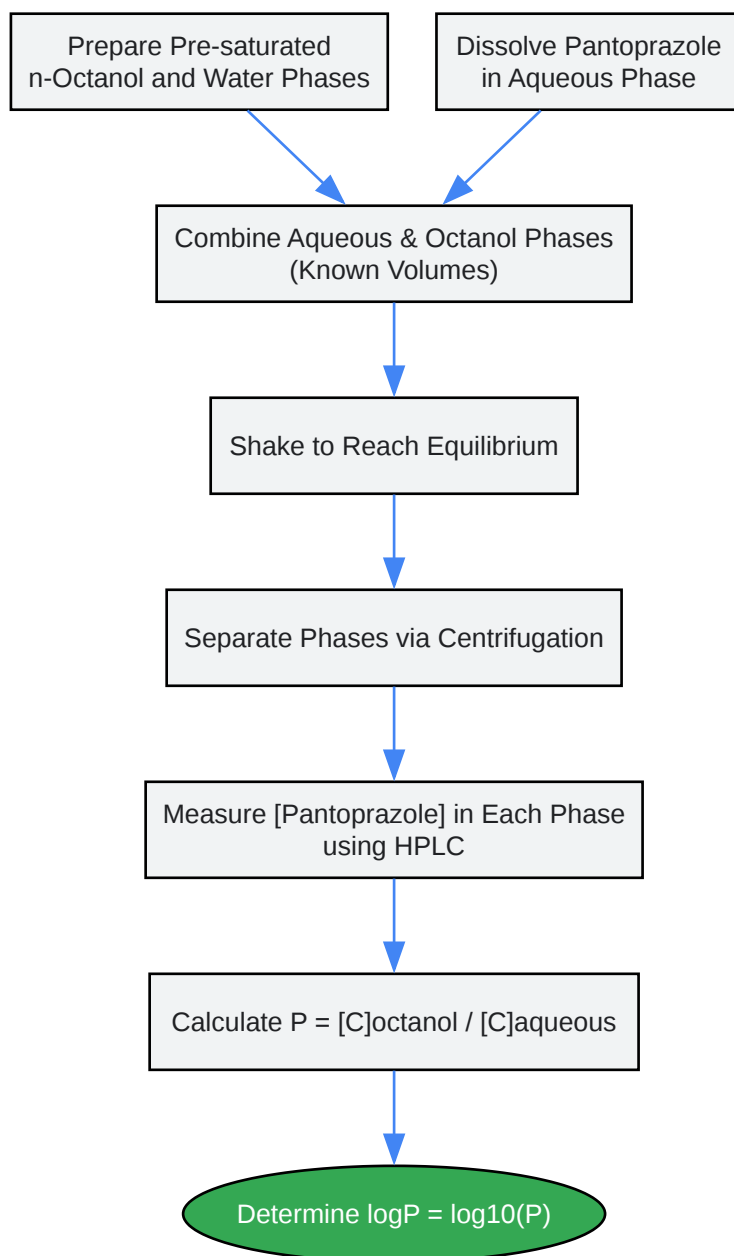 Prepare Pre-saturated
n-Octanol and Water Phases
Dissolve Pantoprazole
in Aqueous Phase
Combine Aqueous & Octanol Phases
(Known Volumes)
Shake to Reach Equilibrium
Separate Phases via Centrifugation
Measure [Pantoprazole] in Each Phase
using HPLC
Calculate P = [C]octanol / [C]aqueous
Determine logP = log10(P)